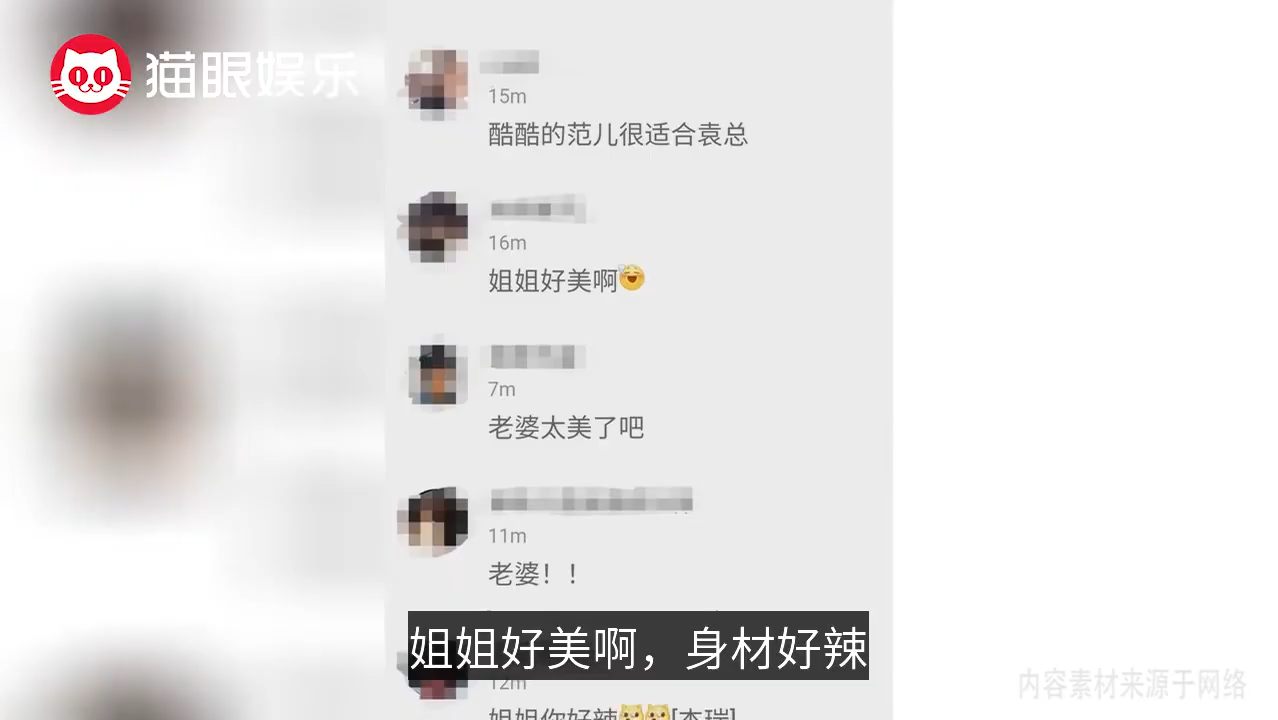 猫眼娱乐
15m
酷酷的范儿很适合袁总
16m
姐姐好美啊
7m
老婆太美了吧
11m
老婆！！
姐姐好美啊，身材好辣
12m
姐姐你好辣[杰瑞]
内容素材来源于网络